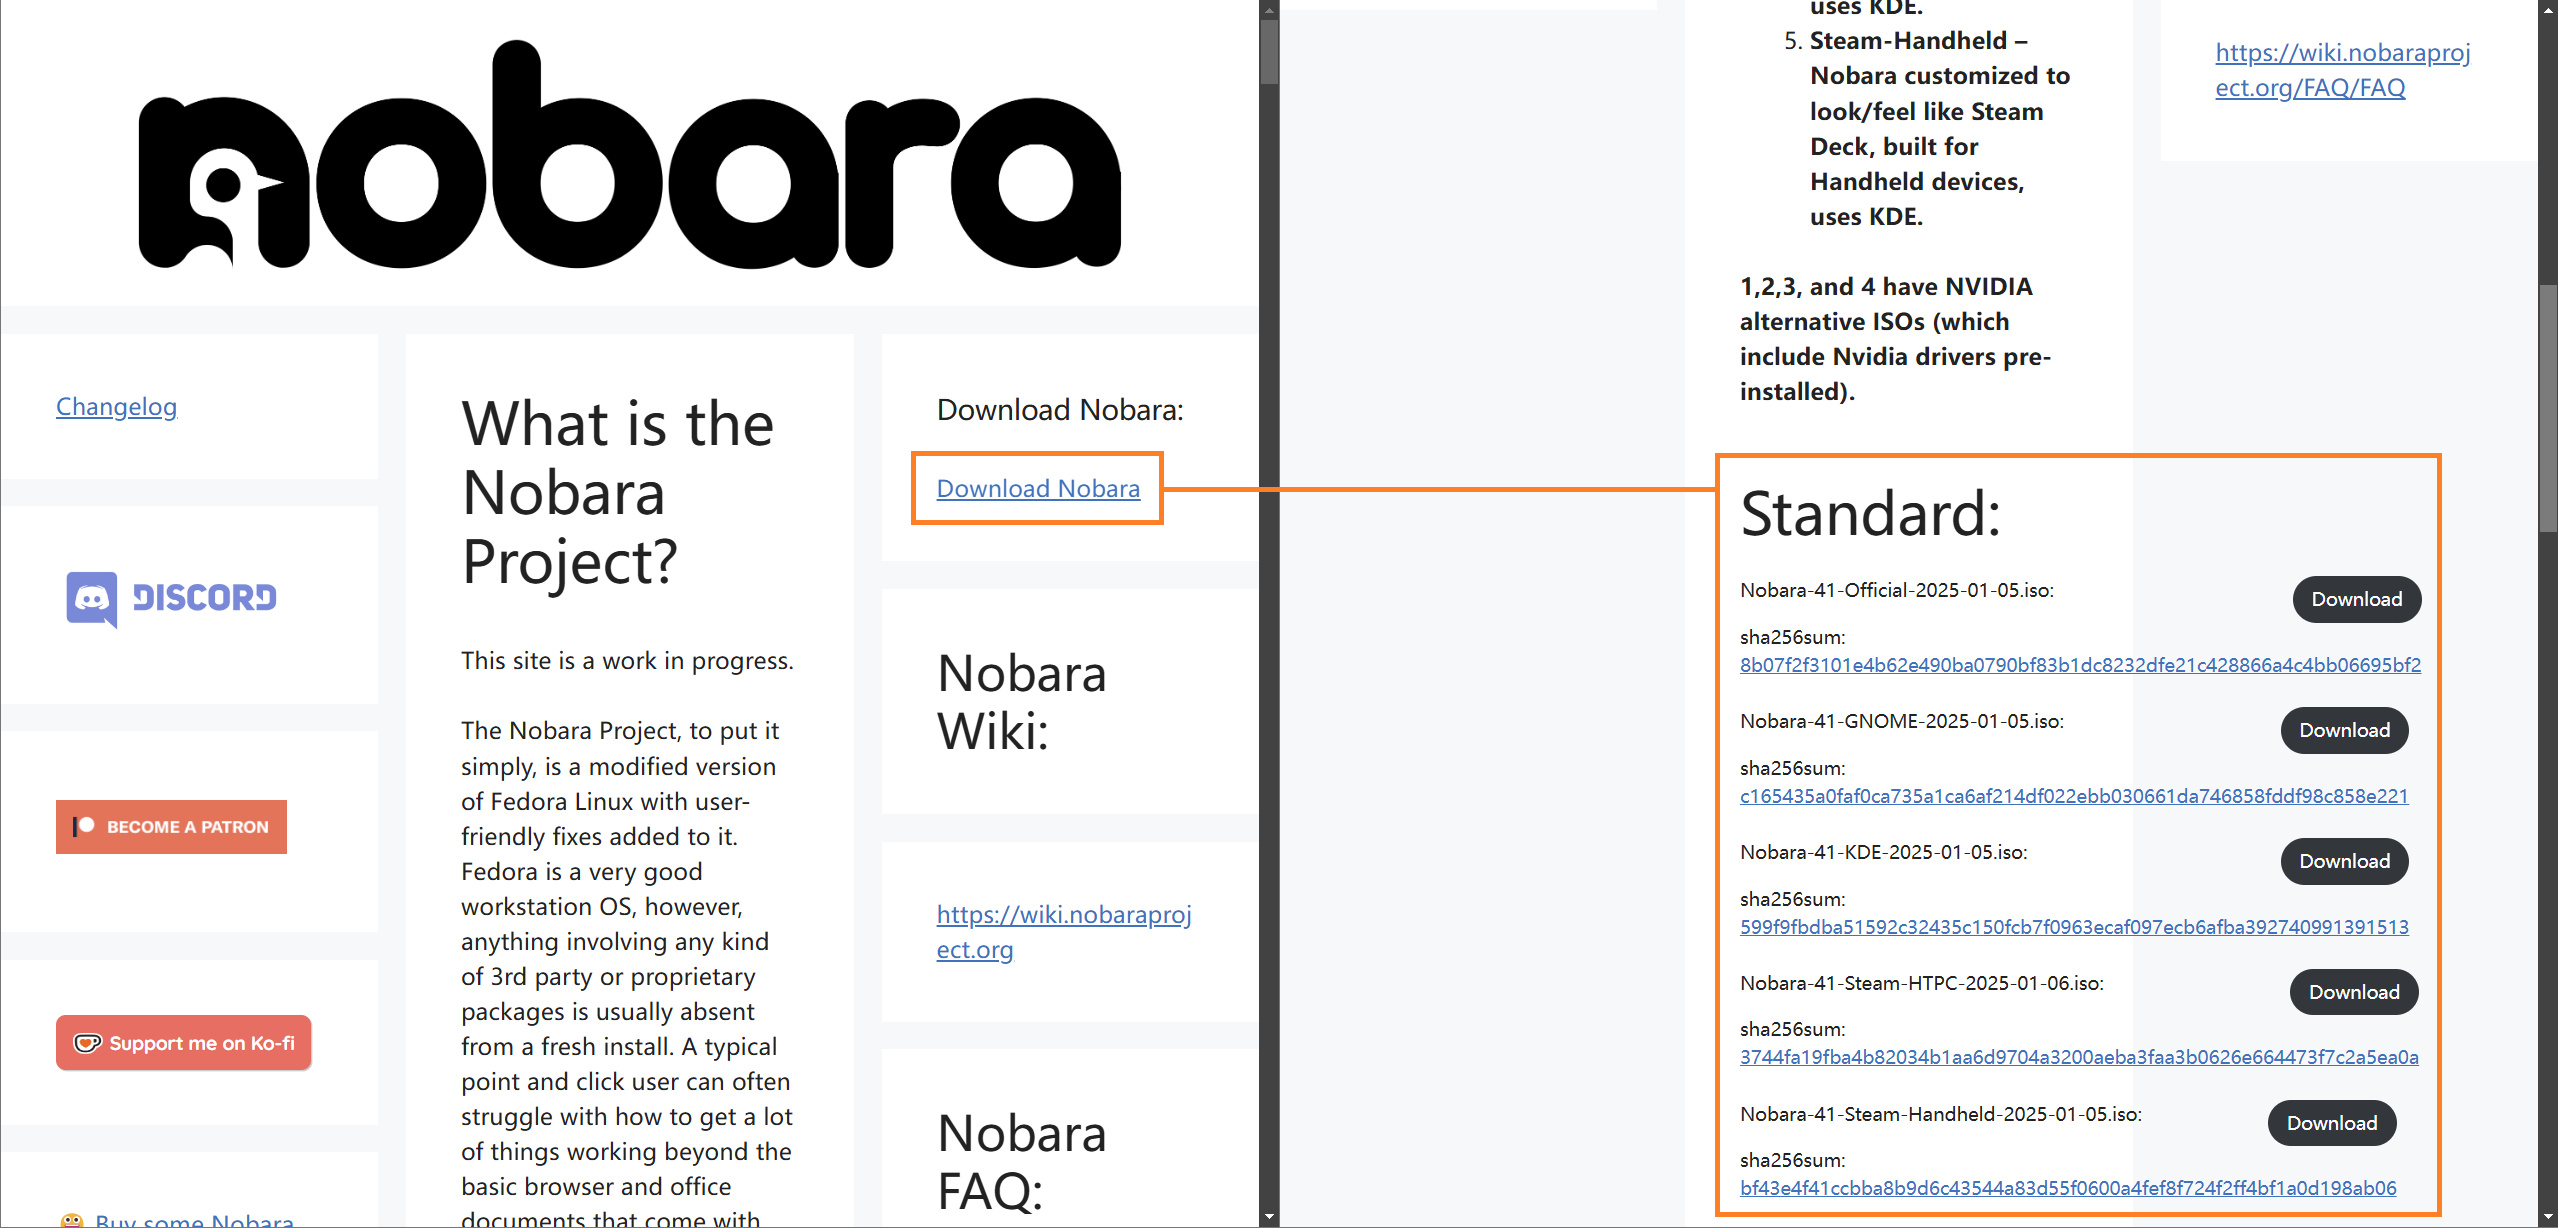 nobara
Changelog
DISCORD
BECOME A PATRON
Support me on Ko-fi
Buy some Nobara
What is the
Nobara
Project?
This site is a work in progress.
The Nobara Project, to put it
simply, is a modified version
of Fedora Linux with user-
friendly fixes added to it.
Fedora is a very good
workstation OS, however,
anything involving any kind
of 3rd party or proprietary
packages is usually absent
from a fresh install. A typical
point and click user can often
struggle with how to get a lot
of things working beyond the
basic browser and office
documents that come with
Download Nobara:
Download Nobara
Nobara
Wiki:
https://wiki.nobaraproj
ect.org
Nobara
FAQ:
uses KDE.
5. Steam-Handheld –
Nobara customized to
look/feel like Steam
Deck, built for
Handheld devices,
uses KDE.
1,2,3, and 4 have NVIDIA
alternative ISOs (which
include Nvidia drivers pre-
installed).
Standard:
Nobara-41-Official-2025-01-05.iso:
Download
sha256sum:
8b07f2f3101e4b62e490ba0790bf83b1dc8232dfe21c428866a4c4bb06695bf2
Nobara-41-GNOME-2025-01-05.iso:
Download
sha256sum:
c165435a0faf0ca735a1ca6af214df022ebb030661da746858fddf98c858e221
Nobara-41-KDE-2025-01-05.iso:
Download
sha256sum:
599f9fbdba51592c32435c150fcb7f0963ecaf097ecb6afba392740991391513
Nobara-41-Steam-HTPC-2025-01-06.iso:
Download
sha256sum:
3744fa19fba4b82034b1aa6d9704a3200aeba3faa3b0626e664473f7c2a5ea0a
Nobara-41-Steam-Handheld-2025-01-05.iso:
Download
sha256sum:
bf43e4f41ccbba8b9d6c43544a83d55f0600a4fef8f724f2ff4bf1a0d198ab06
https://wiki.nobaraproj
ect.org/FAQ/FAQ